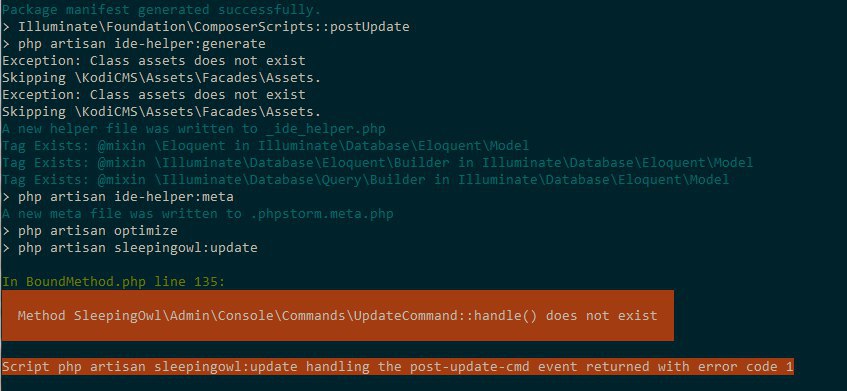 Package manifest generated successfully.
> Illuminate\Foundation\ComposerScripts::postUpdate
> php artisan ide-helper:generate
Exception: Class assets does not exist
Skipping \KodiCMS\Assets\Facades\Assets.
Exception: Class assets does not exist
Skipping \KodiCMS\Assets\Facades\Assets.
A new helper file was written to _ide_helper.php
Tag Exists: @mixin \Eloquent in Illuminate\Database\Eloquent\Model
Tag Exists: @mixin \Illuminate\Database\Eloquent\Builder in Illuminate\Database\Eloquent\Model
Tag Exists: @mixin \Illuminate\Database\Query\Builder in Illuminate\Database\Eloquent\Model
> php artisan ide-helper:meta
A new meta file was written to .phpstorm.meta.php
> php artisan optimize
> php artisan sleepingowl:update
In BoundMethod.php line 135:
Method SleepingOwl\Admin\Console\Commands\UpdateCommand::handle() does not exist
Script php artisan sleepingowl:update handling the post-update-cmd event returned with error code 1